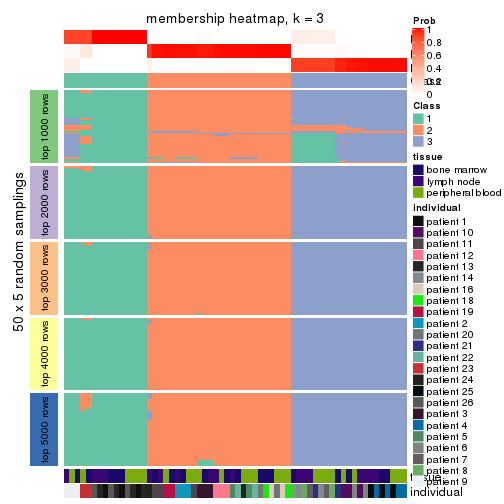 membership heatmap, k = 3
50 x 5 random samplings
top 1000 rows
top 2000 rows
top 3000 rows
top 4000 rows
top 5000 rows
Prob
1
0.8
0.6
0.4
0.2
0
Class
1
2
3
tissue
bone marrow
lymph node
peripheral blood
individual
patient 1
patient 10
patient 11
patient 12
patient 13
patient 14
patient 16
patient 18
patient 19
patient 2
patient 20
patient 21
patient 22
patient 23
patient 24
patient 25
patient 26
patient 3
patient 4
patient 5
patient 6
patient 7
patient 8
patient 9
individual